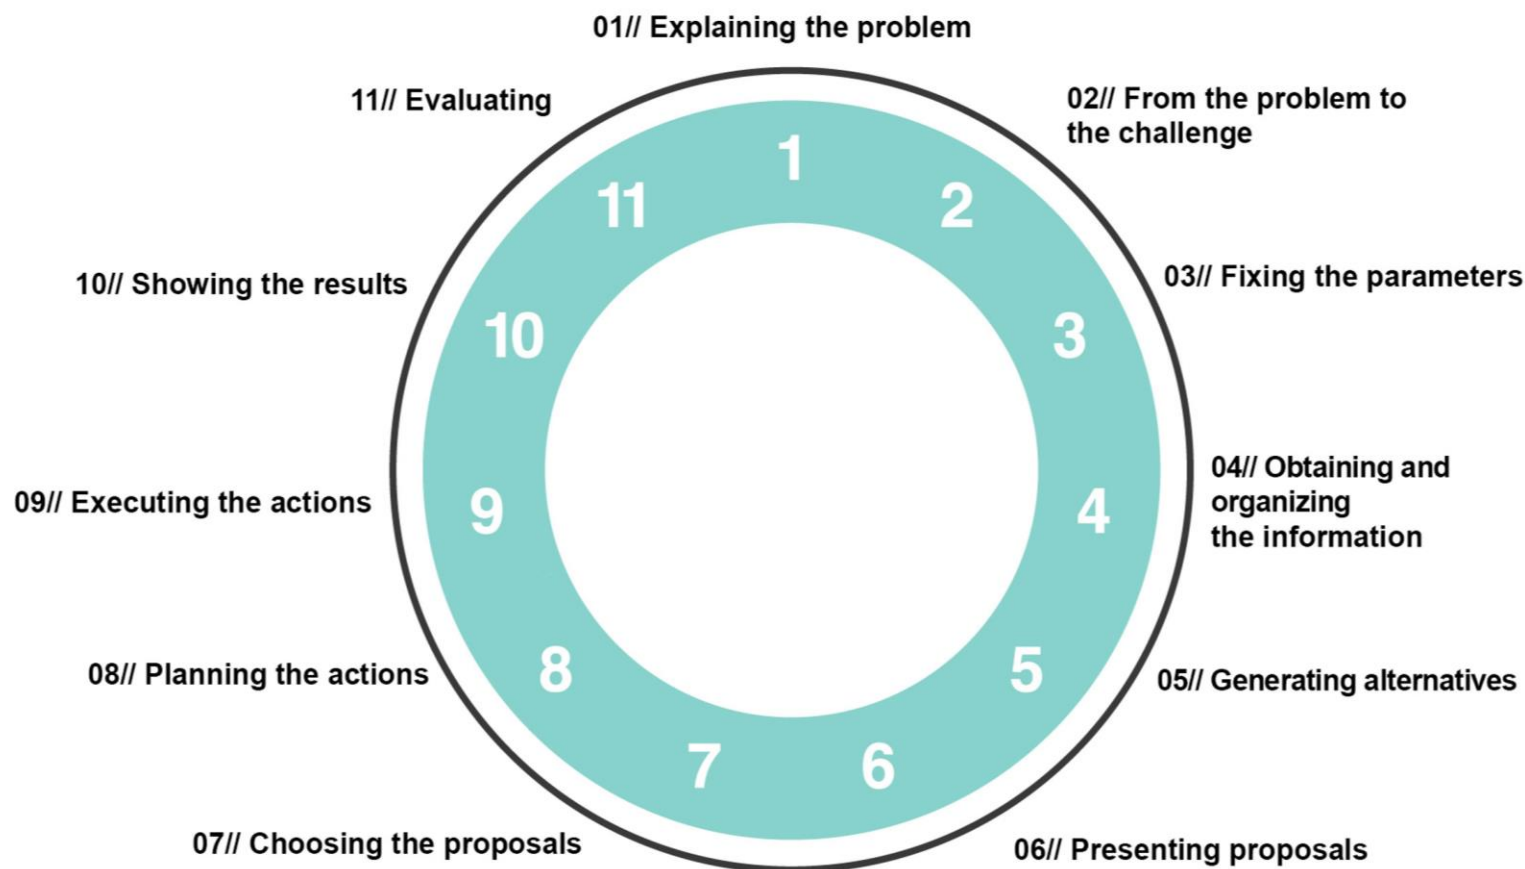 01// Explaining the problem
02// From the problem to
the challenge
03// Fixing the parameters
04// Obtaining and
organizing
the information
05// Generating alternatives
06// Presenting proposals
07// Choosing the proposals
08// Planning the actions
09// Executing the actions
10// Showing the results
11// Evaluating
1
2
3
4
5
6
7
8
9
10
11